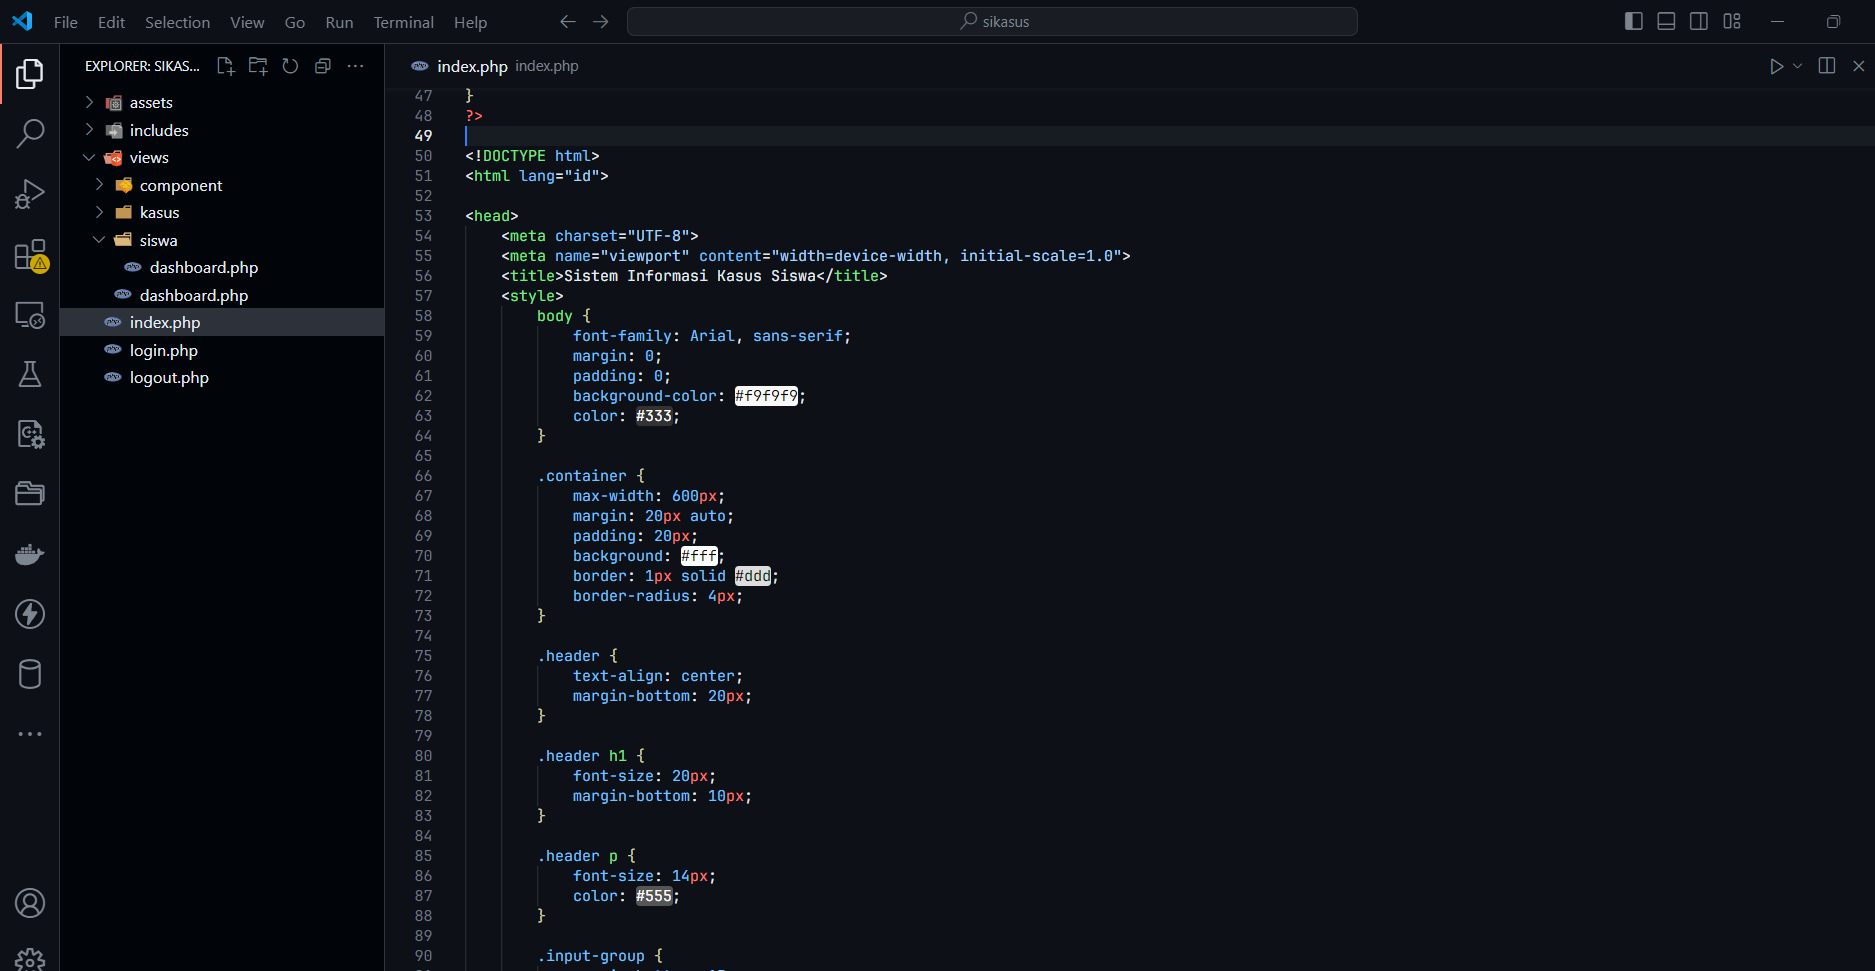 File Edit Selection View Go Run Terminal Help
sikasus
EXPLORER: SIKAS...
assets
includes
views
component
kasus
siswa
dashboard.php
dashboard.php
index.php
login.php
logout.php
index.php index.php
47 }
48 ?>
49
50 <!DOCTYPE html>
51 <html lang="id">
52
53 <head>
54 <meta charset="UTF-8">
55 <meta name="viewport" content="width=device-width, initial-scale=1.0">
56 <title>Sistem Informasi Kasus Siswa</title>
57 <style>
58 body {
59 font-family: Arial, sans-serif;
60 margin: 0;
61 padding: 0;
62 background-color: #f9f9f9;
63 color: #333;
64 }
65
66 .container {
67 max-width: 600px;
68 margin: 20px auto;
69 padding: 20px;
70 background: #fff;
71 border: 1px solid #ddd;
72 border-radius: 4px;
73 }
74
75 .header {
76 text-align: center;
77 margin-bottom: 20px;
78 }
79
80 .header h1 {
81 font-size: 20px;
82 margin-bottom: 10px;
83 }
84
85 .header p {
86 font-size: 14px;
87 color: #555;
88 }
89
90 .input-group {